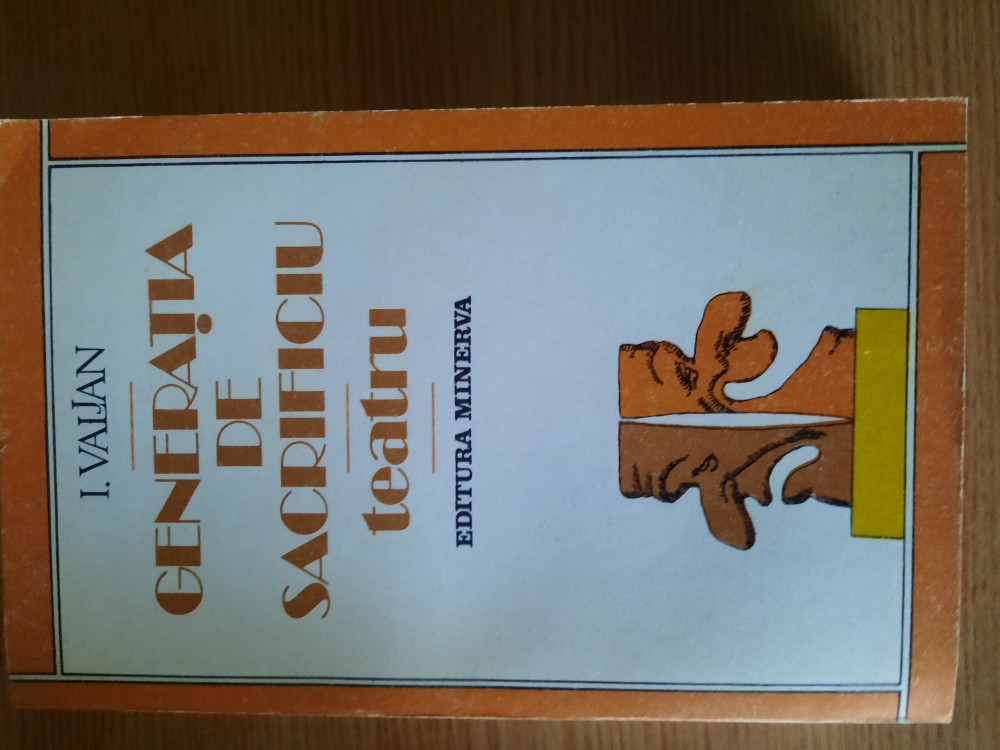 I. VALJAN
GENERAȚIA
DE
SACRIFICIU
teatru
EDITURA MINERVA